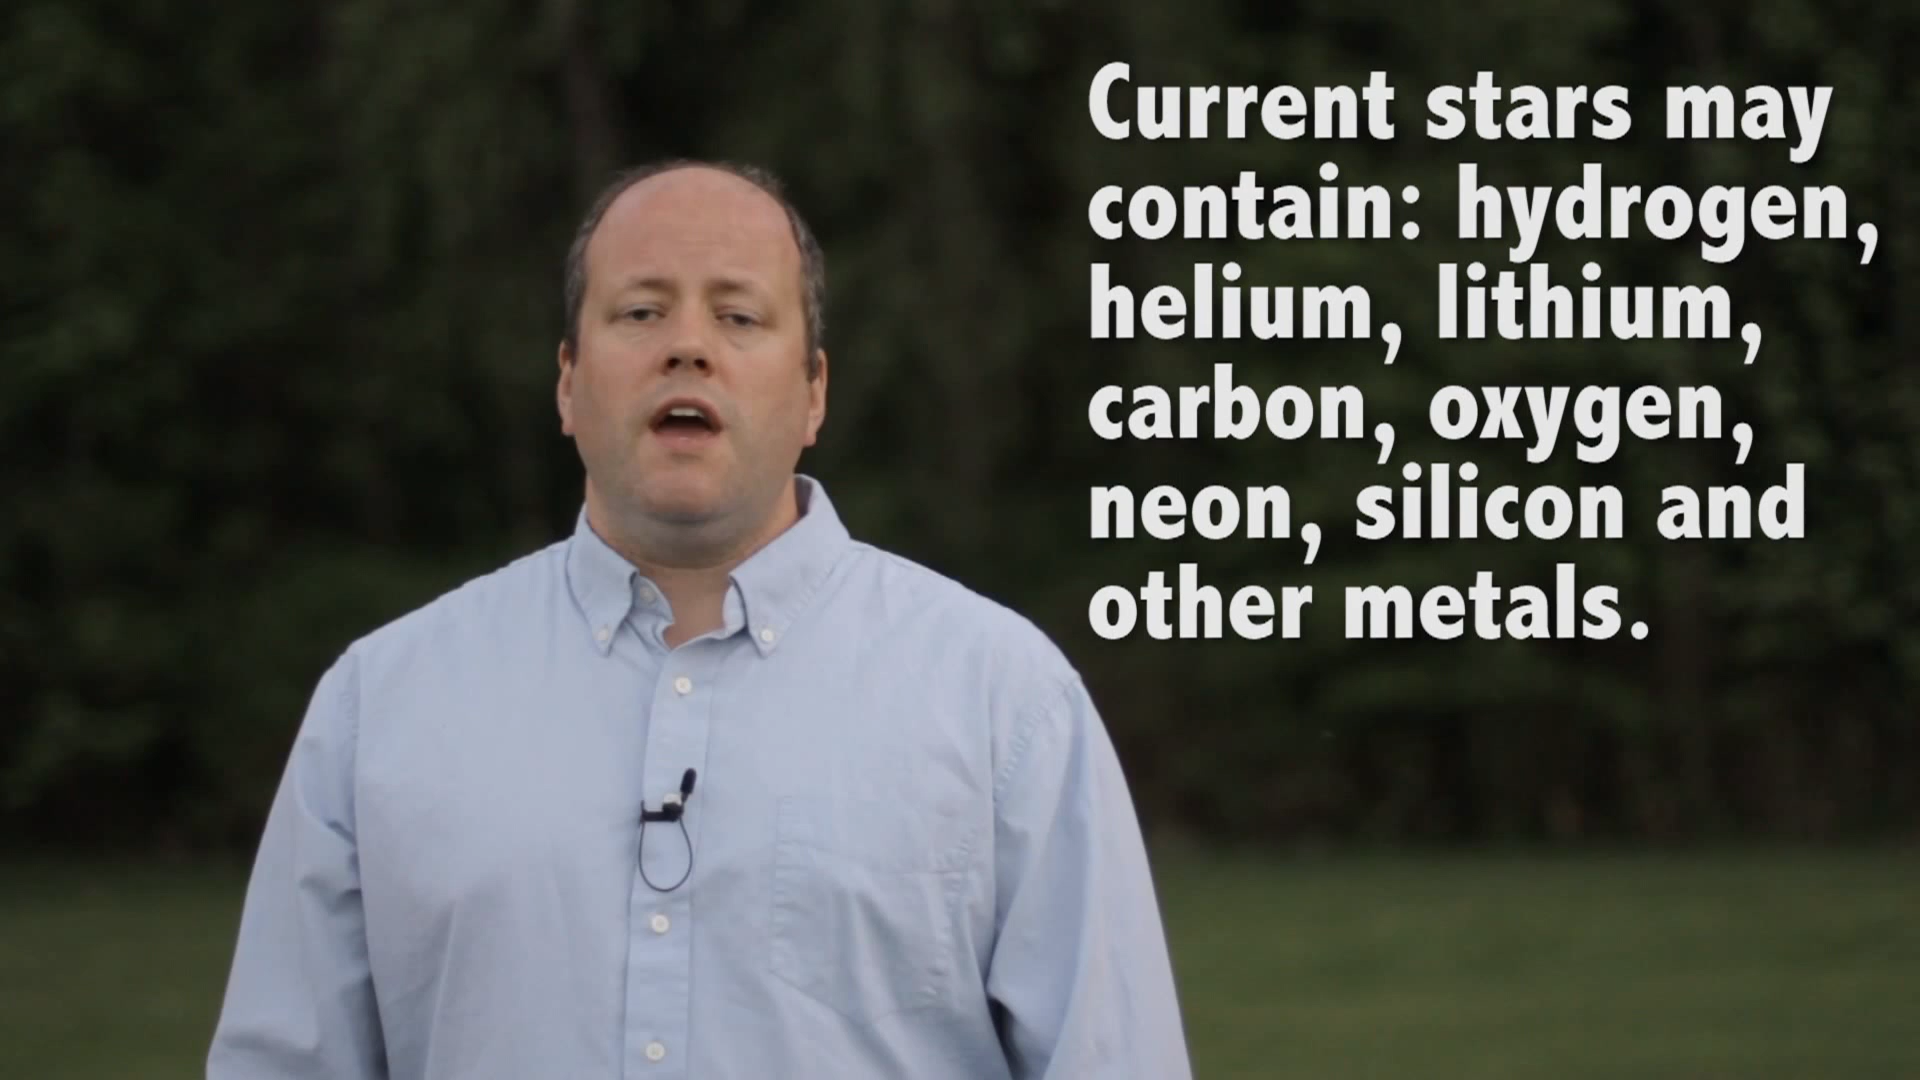 Current stars may
contain: hydrogen,
helium, lithium,
carbon, oxygen,
neon, silicon and
other metals.